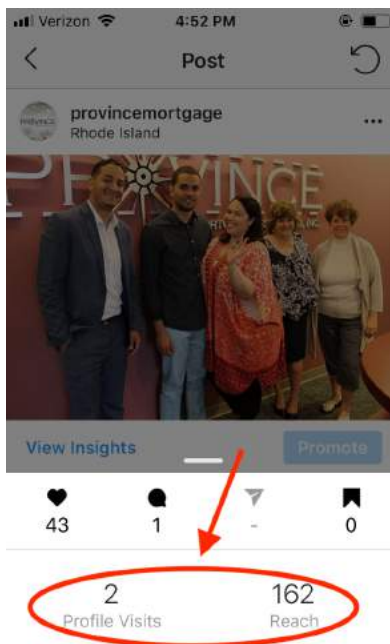 Verizon 4:52 PM
Post
provincemortgage
Rhode Island
PROVINCE
View Insights Promote
43 1 - 0
2 162
Profile Visits Reach